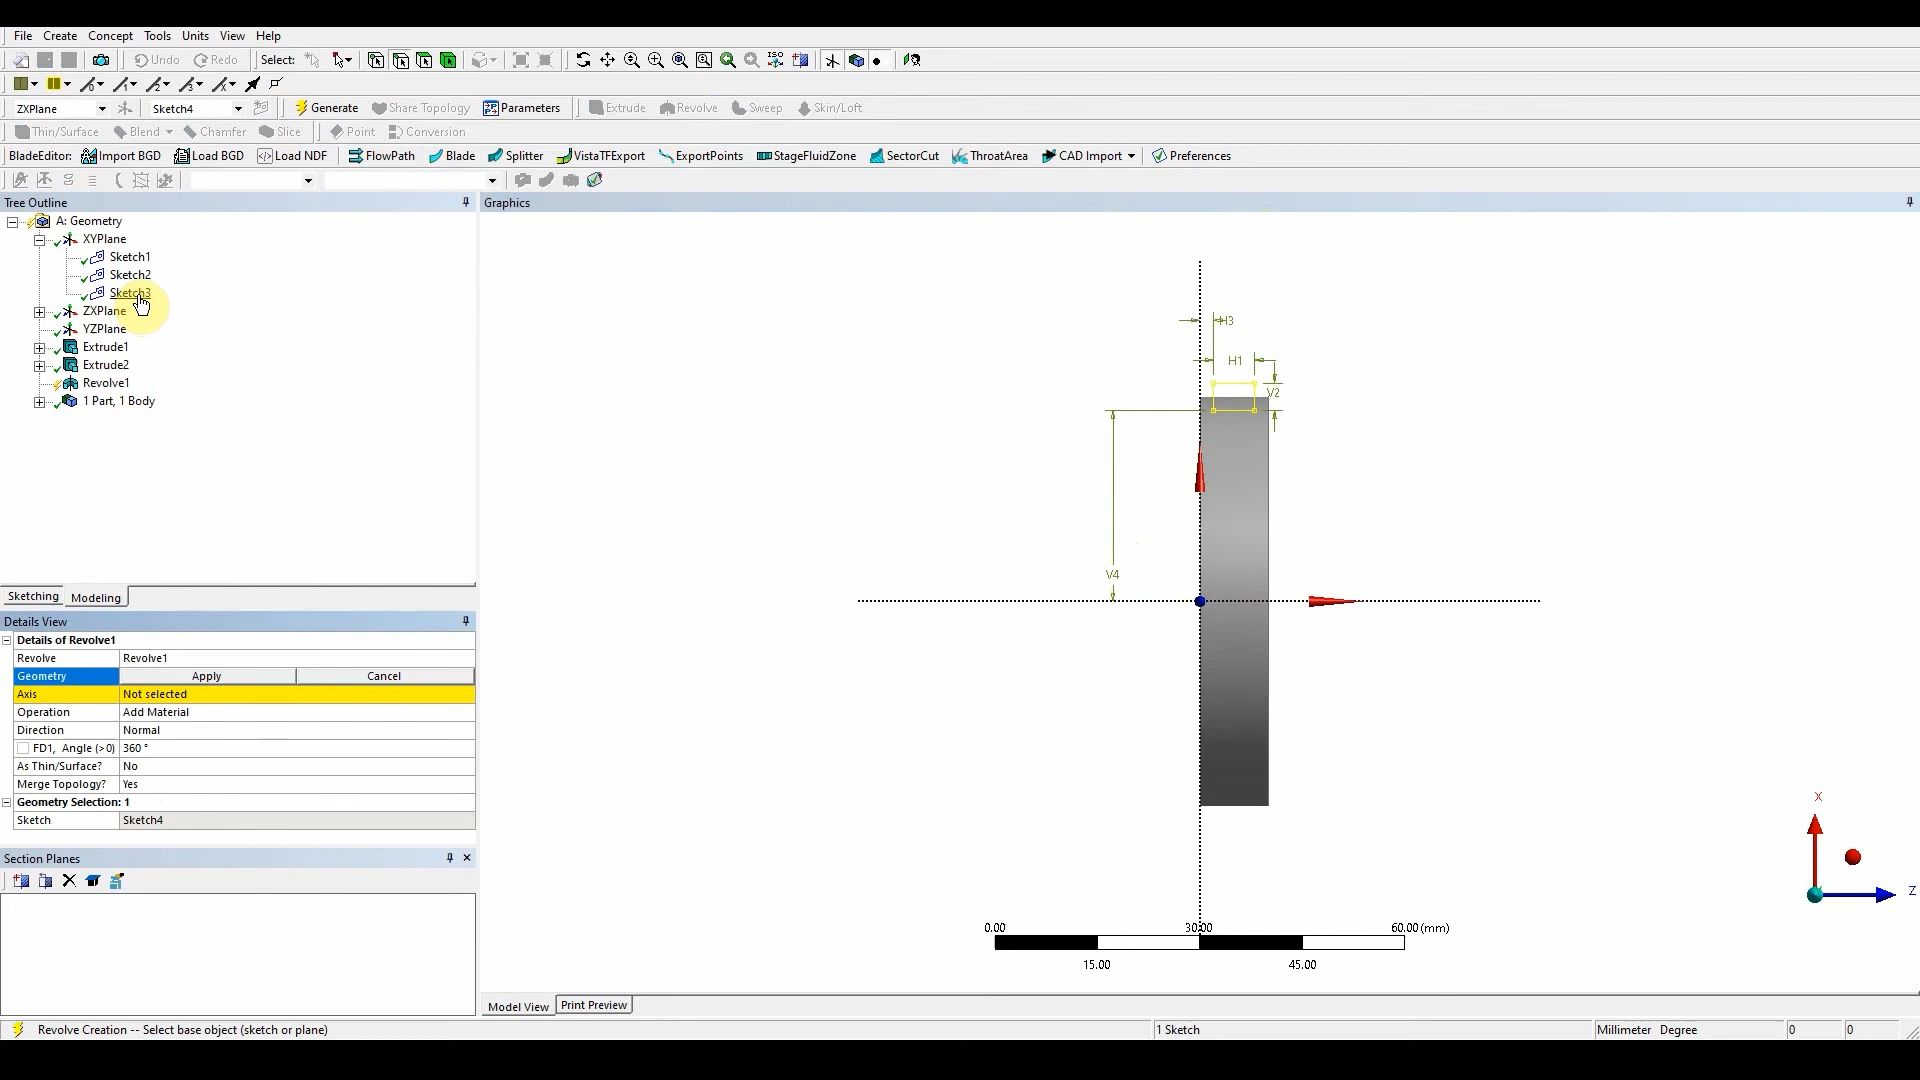 File Create Concept Tools Units View Help
Undo Redo Select:
ZXPlane Sketch4 Generate Share Topology Parameters Extrude Revolve Sweep Skin/Loft
Thin/Surface Blend Chamfer Slice Point Conversion
BladeEditor: Import BGD Load BGD Load NDF FlowPath Blade Splitter VistaTFExport ExportPoints StageFluidZone SectorCut ThroatArea CAD Import Preferences
Tree Outline
Graphics
A: Geometry
XYPlane
Sketch1
Sketch2
Sketch3
ZXPlane
YZPlane
Extrude1
Extrude2
Revolve1
1 Part, 1 Body
Sketching Modeling
Details View
Details of Revolve1
Revolve Revolve1
Geometry Apply Cancel
Axis Not selected
Operation Add Material
Direction Normal
FD1, Angle (>0) 360 °
As Thin/Surface? No
Merge Topology? Yes
Geometry Selection: 1
Sketch Sketch4
Section Planes
H3
H1
V2
V4
X
Z
0.00 30.00 60.00 (mm)
15.00 45.00
Model View Print Preview
Revolve Creation -- Select base object (sketch or plane) 1 Sketch Millimeter Degree 0 0